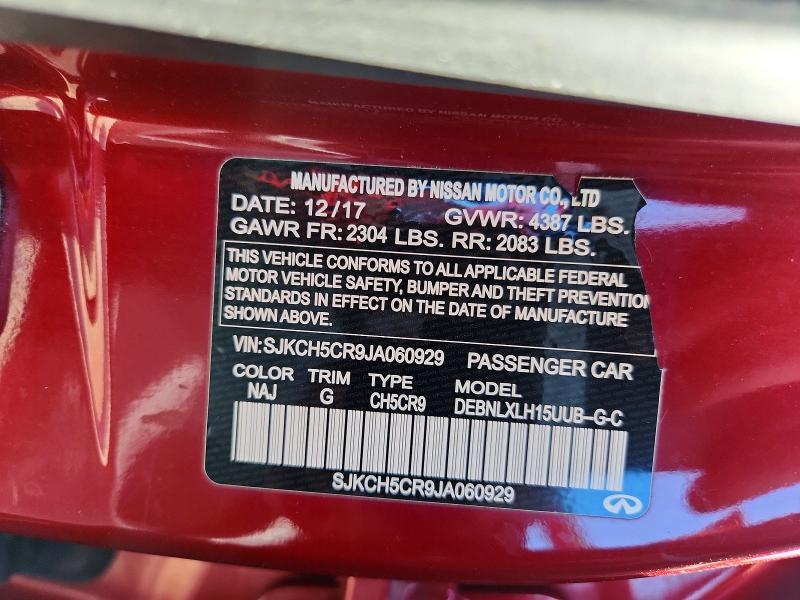 MANUFACTURED BY NISSAN MOTOR CO., LTD
DATE: 12/17 GVWR: 4387 LBS.
GAWR FR: 2304 LBS. RR: 2083 LBS.
THIS VEHICLE CONFORMS TO ALL APPLICABLE FEDERAL
MOTOR VEHICLE SAFETY, BUMPER AND THEFT PREVENTION
STANDARDS IN EFFECT ON THE DATE OF MANUFACTURE
SHOWN ABOVE.
VIN:SJKCH5CR9JA060929 PASSENGER CAR
COLOR TRIM TYPE MODEL
NAJ G CH5CR9 DEBNLXLH15UUB-G-C
SJKCH5CR9JA060929